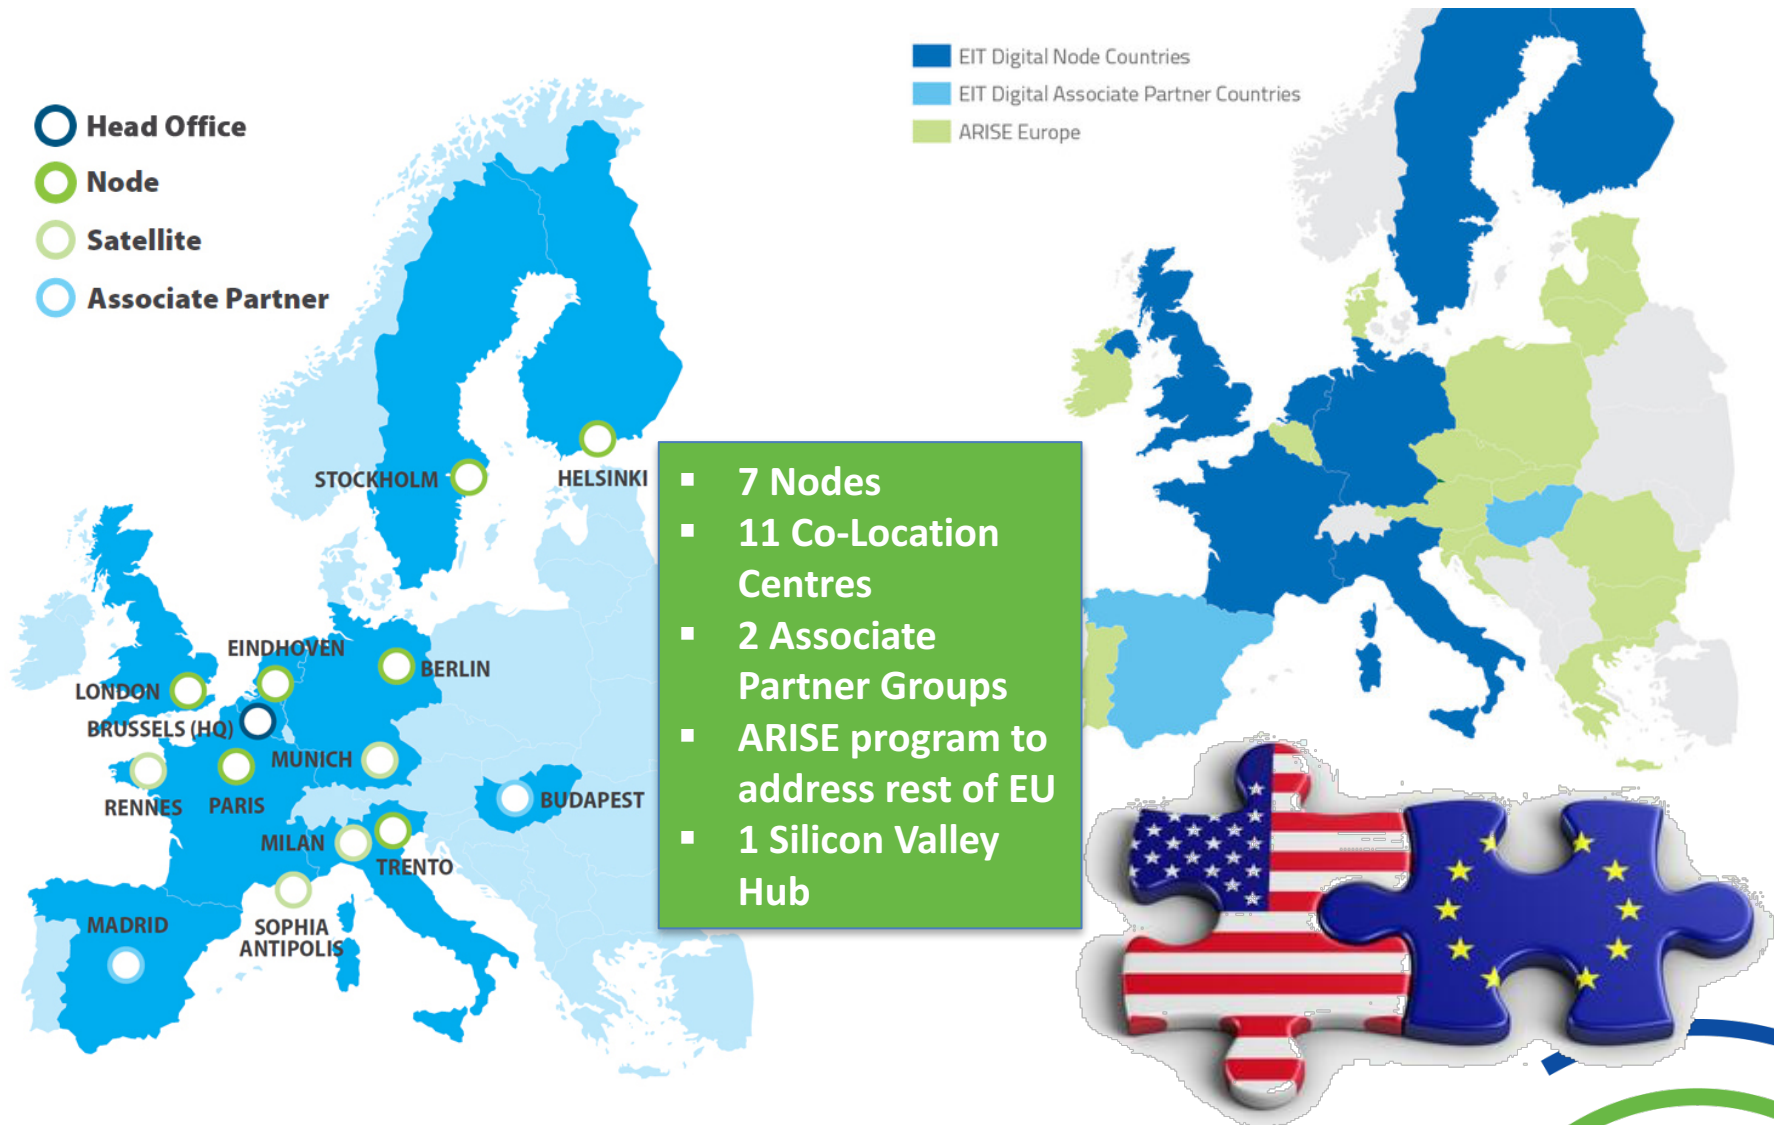 Head Office
Node
Satellite
Associate Partner
STOCKHOLM
HELSINKI
EINDHOVEN
BERLIN
LONDON
BRUSSELS (HQ)
MUNICH
RENNES
PARIS
BUDAPEST
MILAN
TRENTO
MADRID
SOPHIA
ANTIPOLIS
▪ 7 Nodes
▪ 11 Co-Location
Centres
▪ 2 Associate
Partner Groups
▪ ARISE program to
address rest of EU
▪ 1 Silicon Valley
Hub
EIT Digital Node Countries
EIT Digital Associate Partner Countries
ARISE Europe